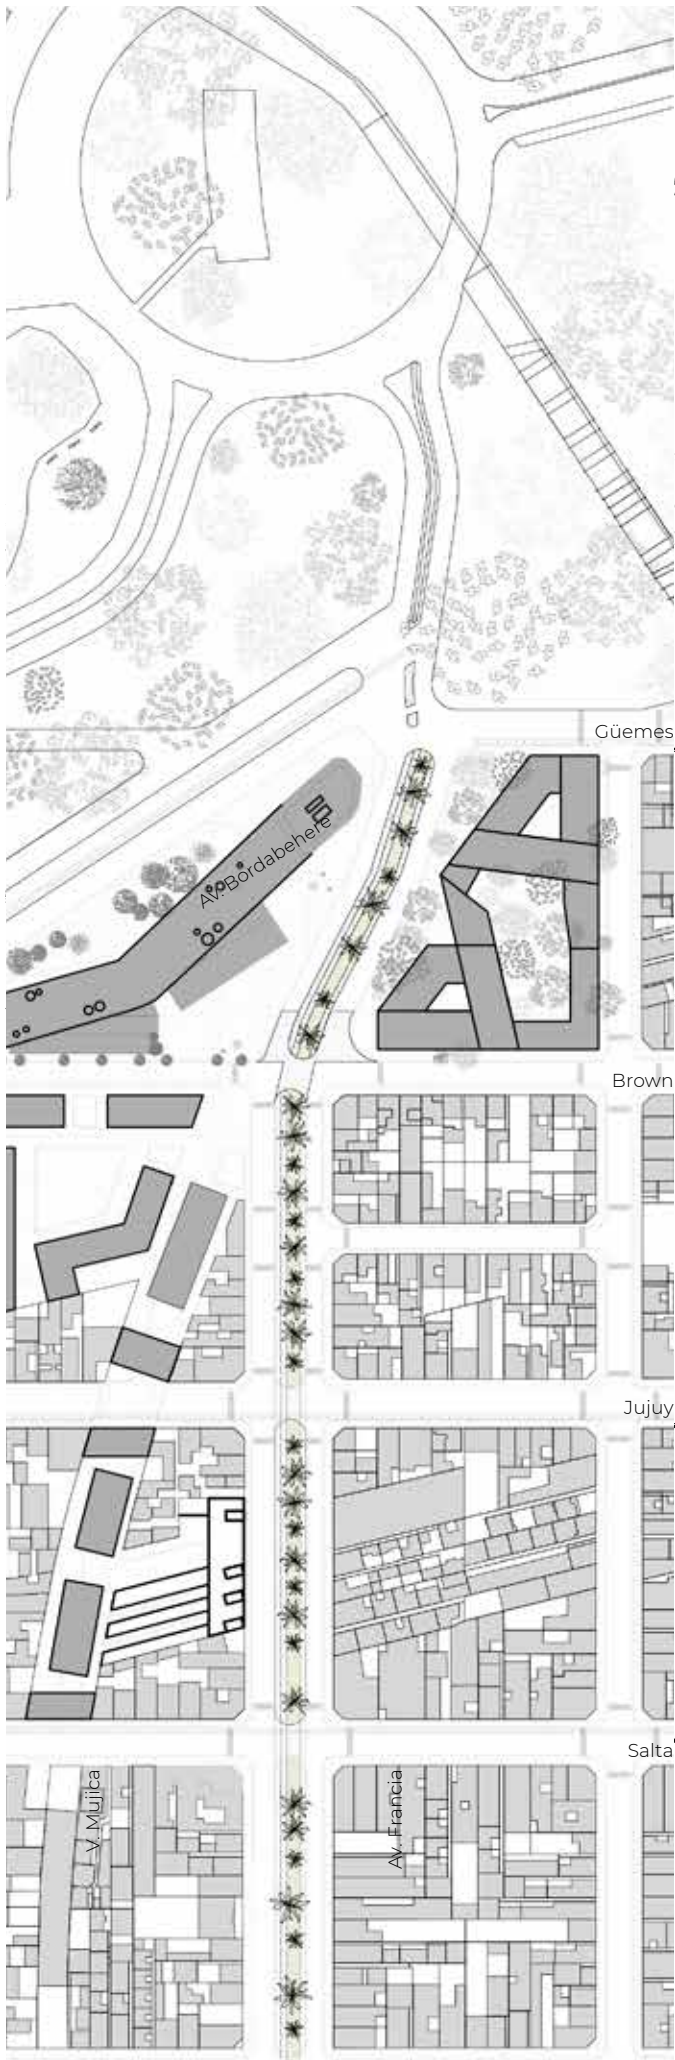 Güemes
Av. Bordabehere
Brown
Jujuy
Salta
V. Mujica
Av. Francia